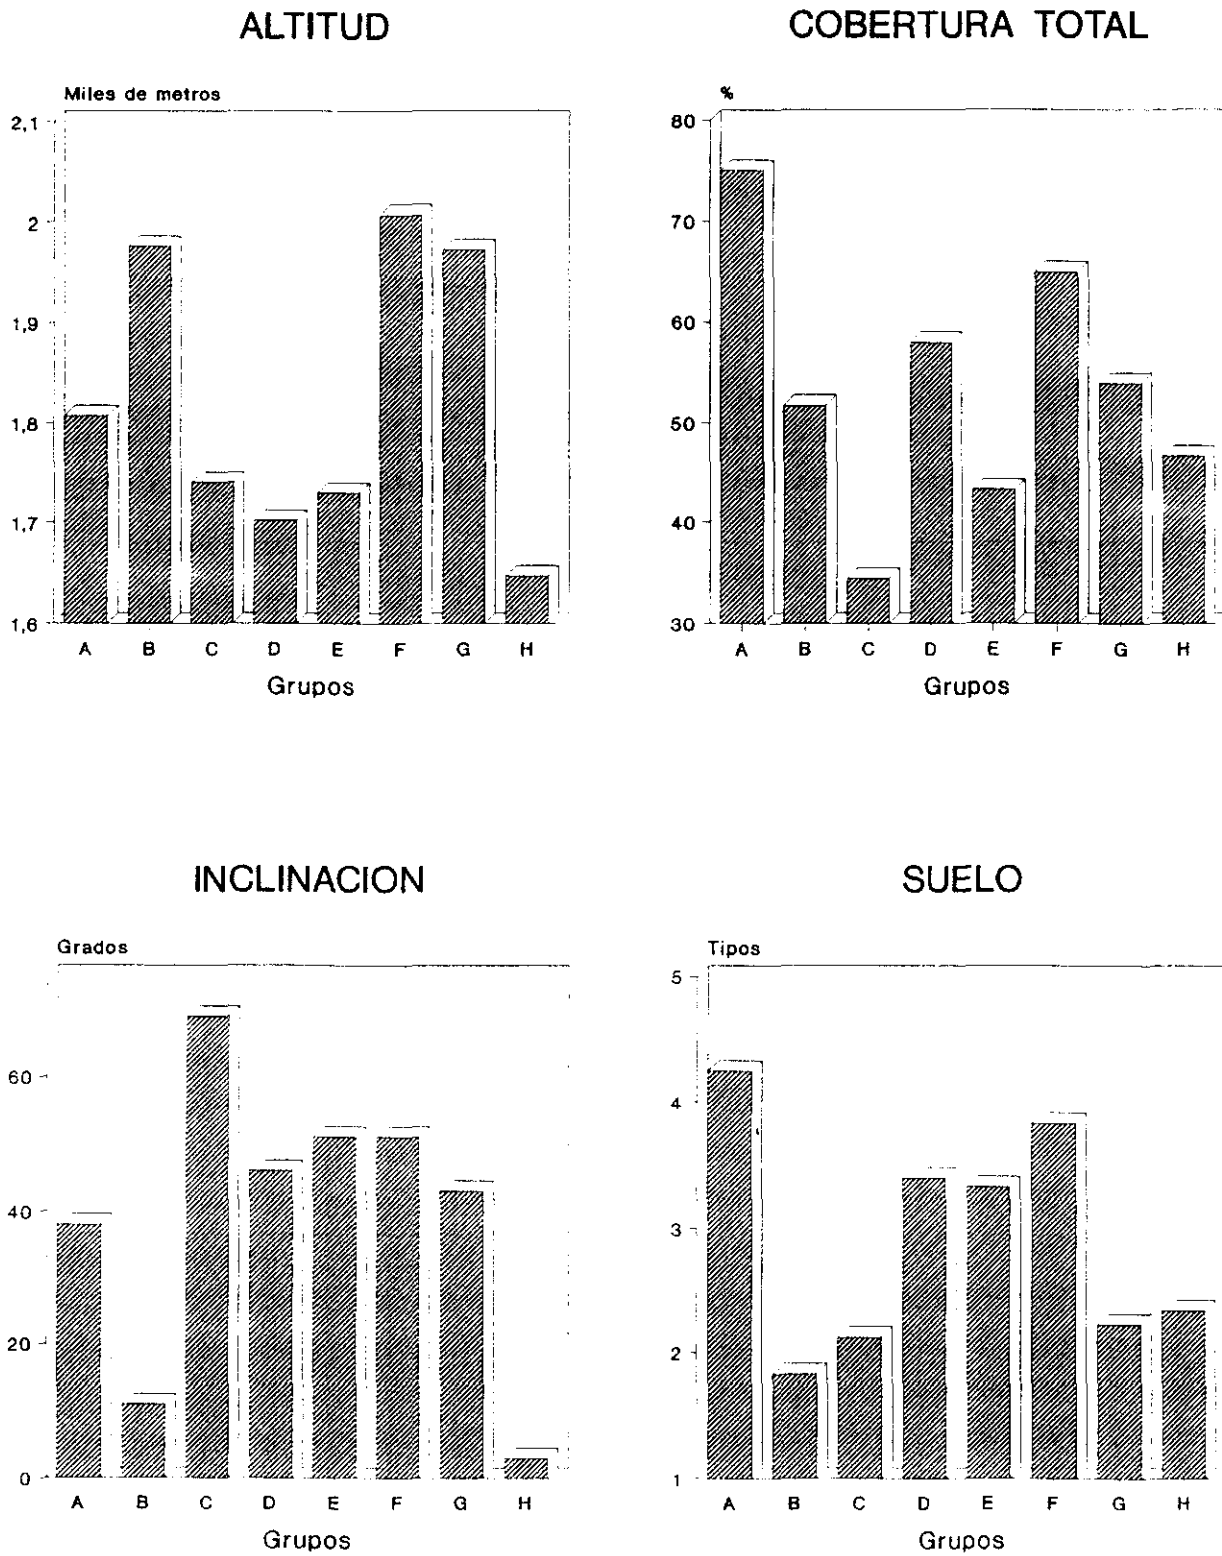 ALTITUD
Miles de metros
2,1
2
1,9
1,8
1,7
1,6
A B C D E F G H
Grupos
COBERTURA TOTAL
%
80
70
60
50
40
30
A B C D E F G H
Grupos
INCLINACION
Grados
60
40
20
0
A B C D E F G H
Grupos
SUELO
Tipos
5
4
3
2
1
A B C D E F G H
Grupos